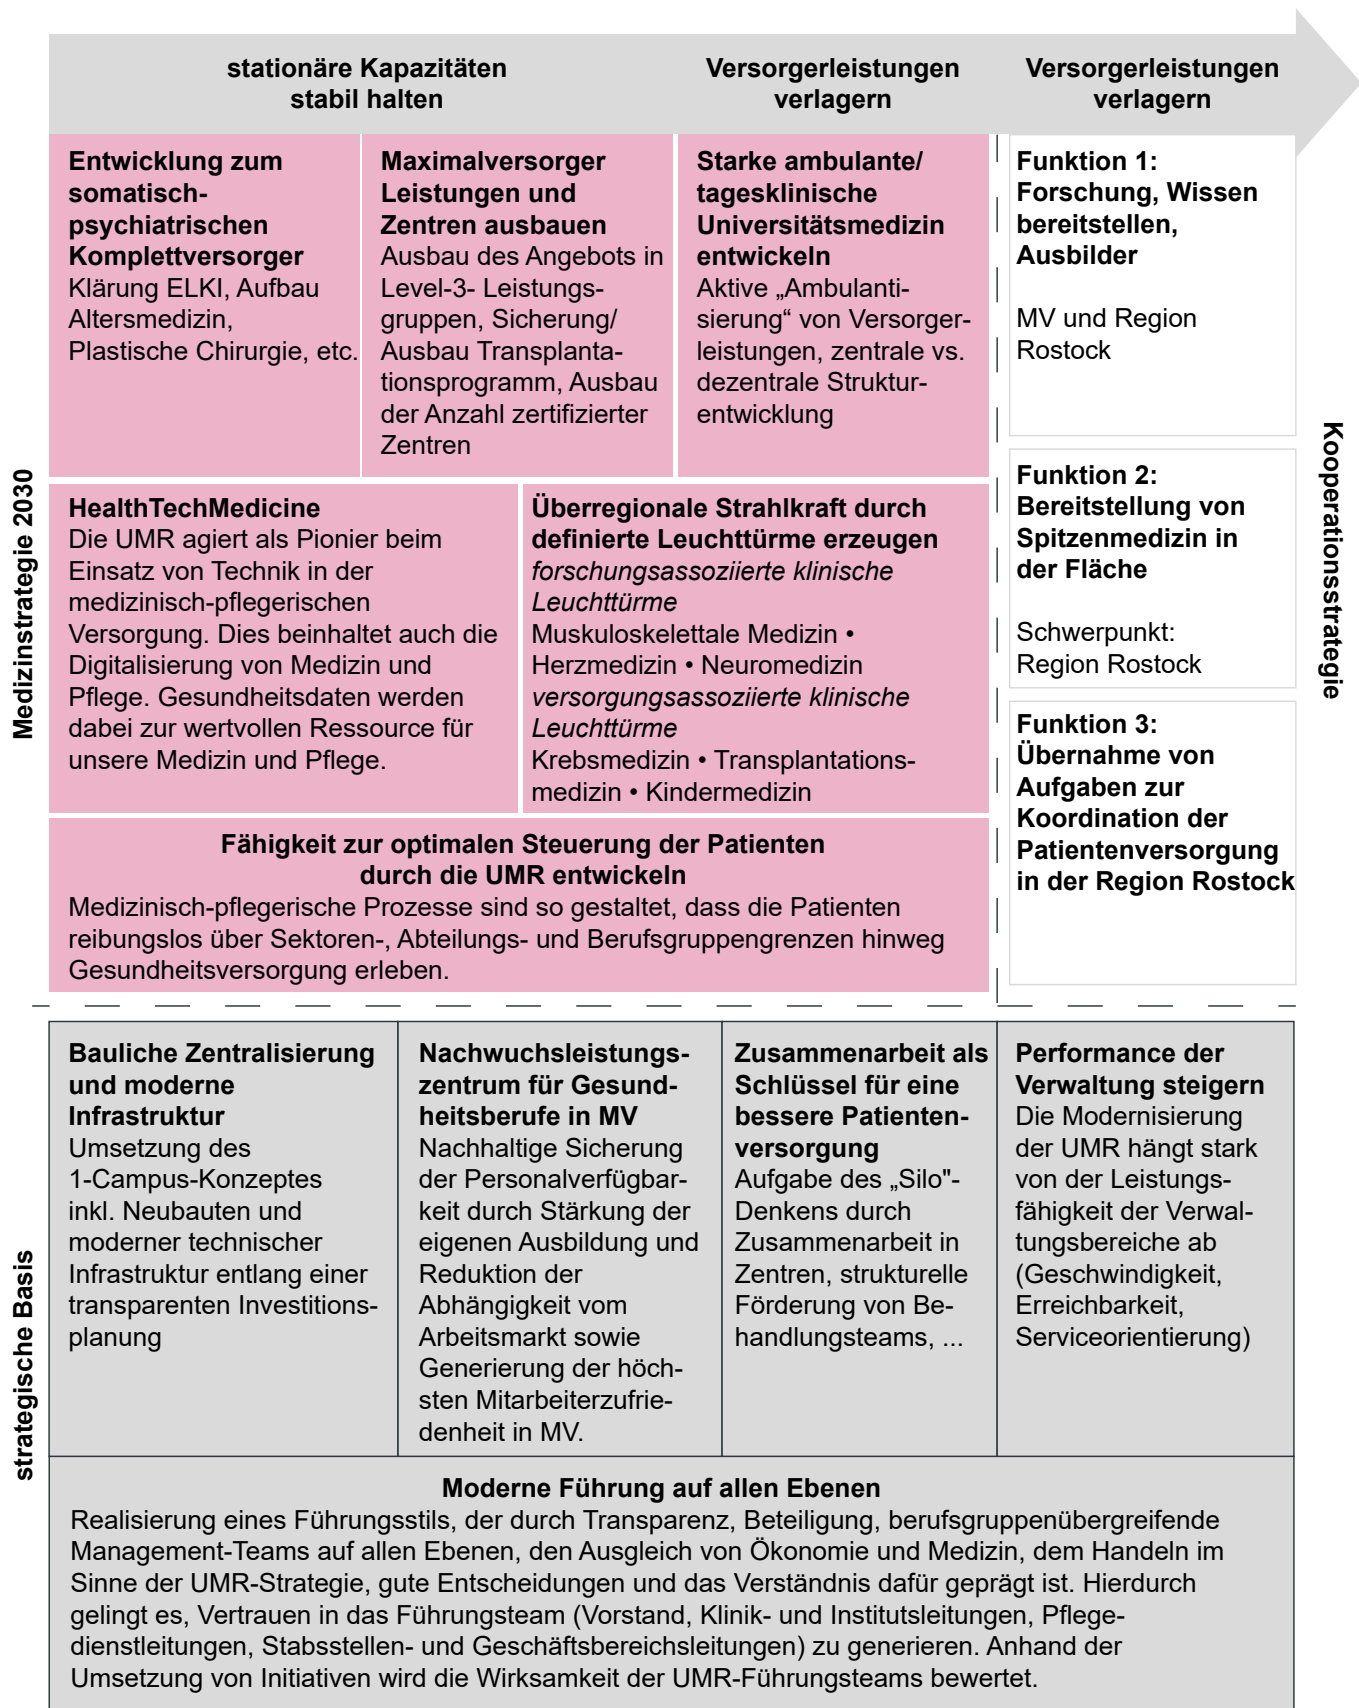 stationäre Kapazitäten
stabil halten
Versorgerleistungen
verlagern
Versorgerleistungen
verlagern
Medizinstrategie 2030
Entwicklung zum
somatisch-
psychiatrischen
Komplettversorger
Klärung ELKI, Aufbau
Altersmedizin,
Plastische Chirurgie, etc.
Maximalversorger
Leistungen und
Zentren ausbauen
Ausbau des Angebots in
Level-3- Leistungs-
gruppen, Sicherung/
Ausbau Transplanta-
tionsprogramm, Ausbau
der Anzahl zertifizierter
Zentren
Starke ambulante/
tagesklinische
Universitätsmedizin
entwickeln
Aktive „Ambulanti-
sierung“ von Versorger-
leistungen, zentrale vs.
dezentrale Struktur-
entwicklung
HealthTechMedicine
Die UMR agiert als Pionier beim
Einsatz von Technik in der
medizinisch-pflegerischen
Versorgung. Dies beinhaltet auch die
Digitalisierung von Medizin und
Pflege. Gesundheitsdaten werden
dabei zur wertvollen Ressource für
unsere Medizin und Pflege.
Überregionale Strahlkraft durch
definierte Leuchttürme erzeugen
forschungsassoziierte klinische
Leuchttürme
Muskuloskelettale Medizin •
Herzmedizin • Neuromedizin
versorgungsassoziierte klinische
Leuchttürme
Krebsmedizin • Transplantations-
medizin • Kindermedizin
Fähigkeit zur optimalen Steuerung der Patienten
durch die UMR entwickeln
Medizinisch-pflegerische Prozesse sind so gestaltet, dass die Patienten
reibungslos über Sektoren-, Abteilungs- und Berufsgruppengrenzen hinweg
Gesundheitsversorgung erleben.
Funktion 1:
Forschung, Wissen
bereitstellen,
Ausbilder
MV und Region
Rostock
Funktion 2:
Bereitstellung von
Spitzenmedizin in
der Fläche
Schwerpunkt:
Region Rostock
Funktion 3:
Übernahme von
Aufgaben zur
Koordination der
Patientenversorgung
in der Region Rostock
Kooperationsstrategie
strategische Basis
Bauliche Zentralisierung
und moderne
Infrastruktur
Umsetzung des
1-Campus-Konzeptes
inkl. Neubauten und
moderner technischer
Infrastruktur entlang einer
transparenten Investitions-
planung
Nachwuchsleistungs-
zentrum für Gesund-
heitsberufe in MV
Nachhaltige Sicherung
der Personalverfügbar-
keit durch Stärkung der
eigenen Ausbildung und
Reduktion der
Abhängigkeit vom
Arbeitsmarkt sowie
Generierung der höch-
sten Mitarbeiterzufrie-
denheit in MV.
Zusammenarbeit als
Schlüssel für eine
bessere Patienten-
versorgung
Aufgabe des „Silo"-
Denkens durch
Zusammenarbeit in
Zentren, strukturelle
Förderung von Be-
handlungsteams, ...
Performance der
Verwaltung steigern
Die Modernisierung
der UMR hängt stark
von der Leistungs-
fähigkeit der Verwal-
tungsbereiche ab
(Geschwindigkeit,
Erreichbarkeit,
Serviceorientierung)
Moderne Führung auf allen Ebenen
Realisierung eines Führungsstils, der durch Transparenz, Beteiligung, berufsgruppenübergreifende
Management-Teams auf allen Ebenen, den Ausgleich von Ökonomie und Medizin, dem Handeln im
Sinne der UMR-Strategie, gute Entscheidungen und das Verständnis dafür geprägt ist. Hierdurch
gelingt es, Vertrauen in das Führungsteam (Vorstand, Klinik- und Institutsleitungen, Pflege-
dienstleitungen, Stabsstellen- und Geschäftsbereichsleitungen) zu generieren. Anhand der
Umsetzung von Initiativen wird die Wirksamkeit der UMR-Führungsteams bewertet.